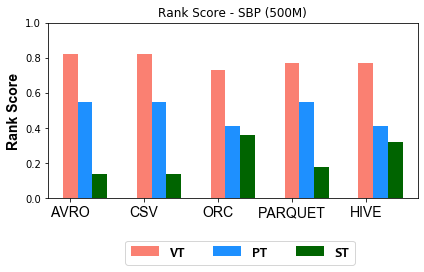 Rank Score - SBP (500M)
1.0
0.8
0.6
0.4
0.2
0.0
Rank Score
AVRO CSV ORC PARQUET HIVE
VT PT ST